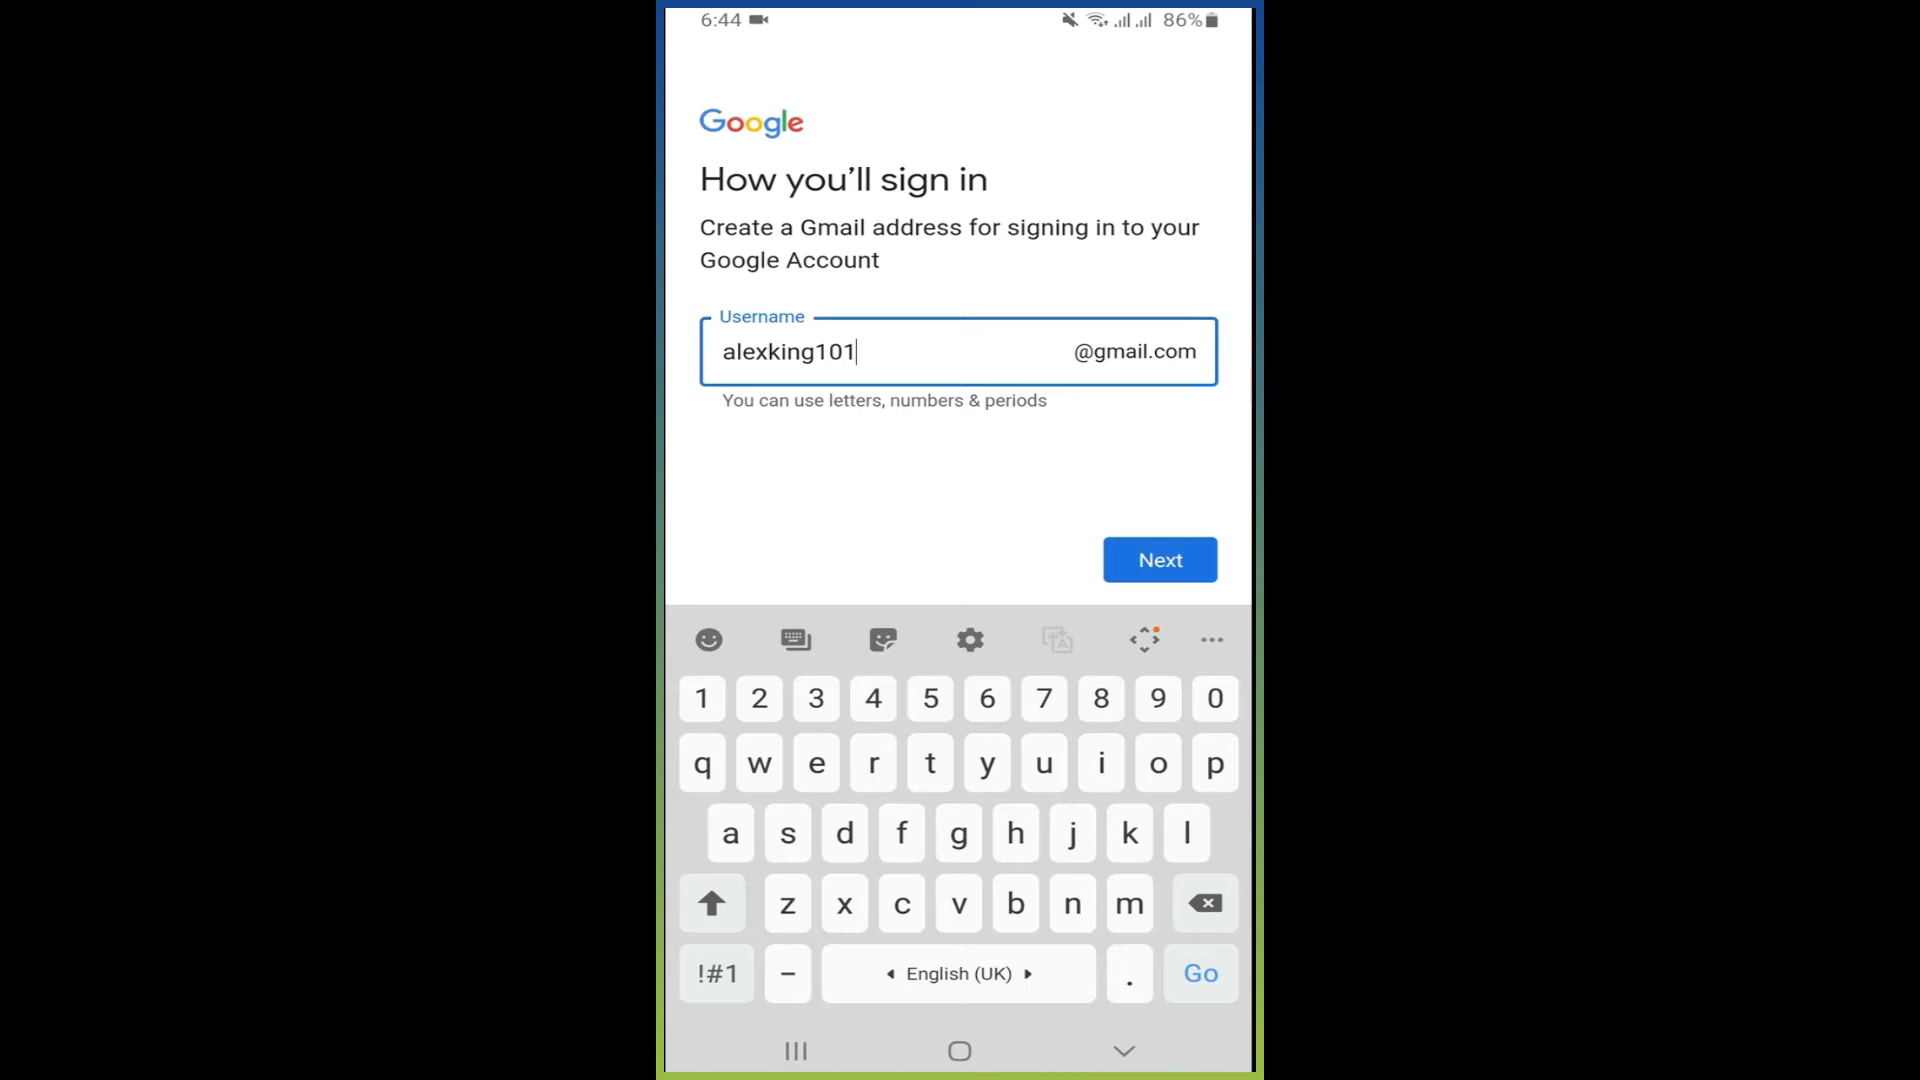 6:44 86%
Google
How you'll sign in
Create a Gmail address for signing in to your
Google Account
Username
alexking101 @gmail.com
You can use letters, numbers & periods
Next
1 2 3 4 5 6 7 8 9 0
q w e r t y u i o p
a s d f g h j k l
z x c v b n m
!#1 – English (UK) . Go